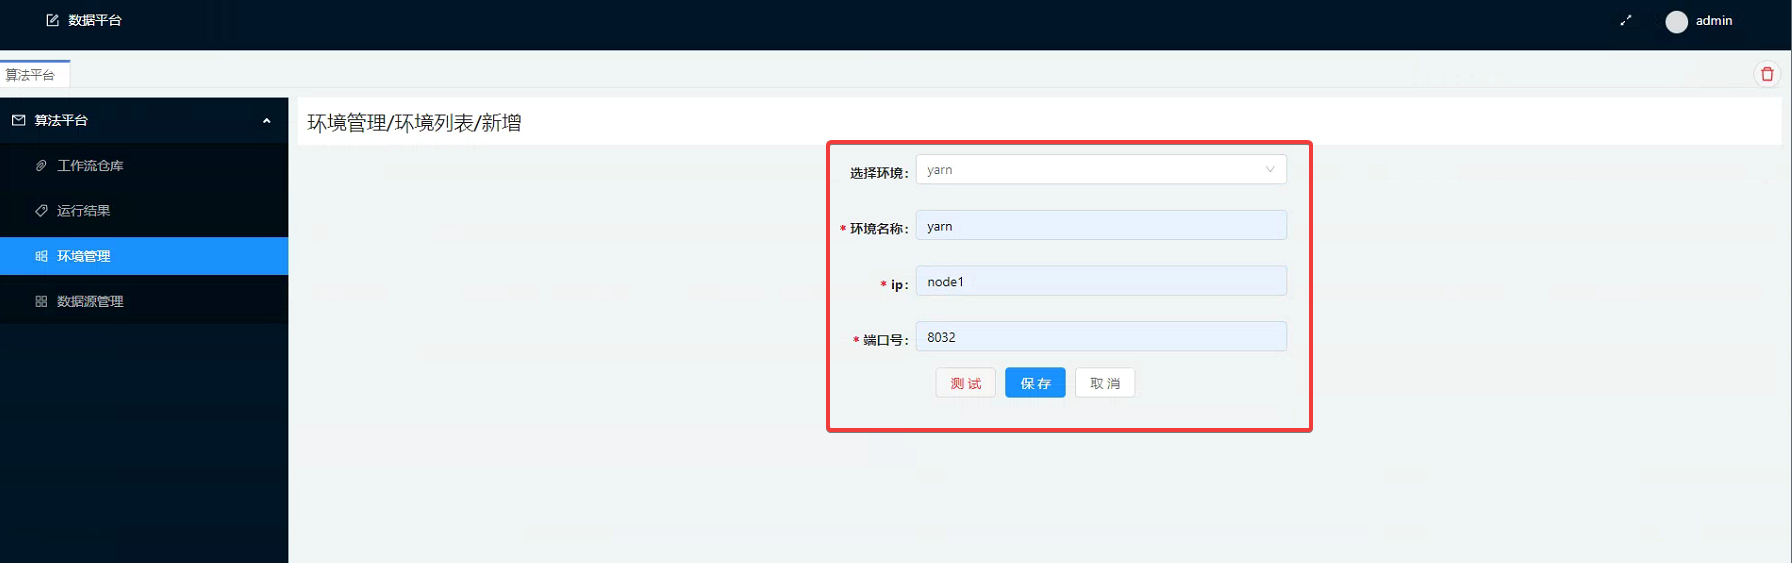 数据平台
admin
算法平台
算法平台
环境管理/环境列表/新增
工作流仓库
运行结果
环境管理
数据源管理
选择环境: yarn
* 环境名称: yarn
* ip: node1
* 端口号: 8032
测 试 保 存 取 消